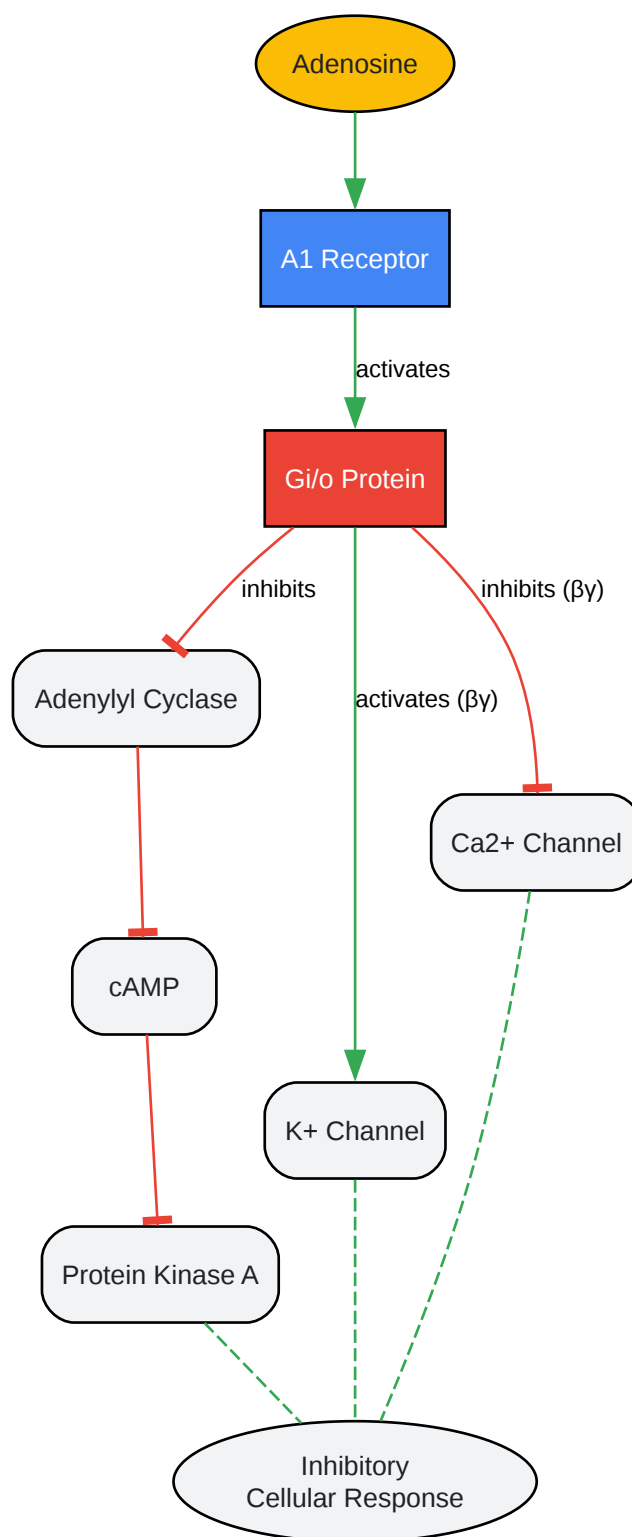 Adenosine
A1 Receptor
activates
Gi/o Protein
inhibits
inhibits (βγ)
Adenylyl Cyclase
activates (βγ)
Ca2+ Channel
cAMP
K+ Channel
Protein Kinase A
Inhibitory
Cellular Response